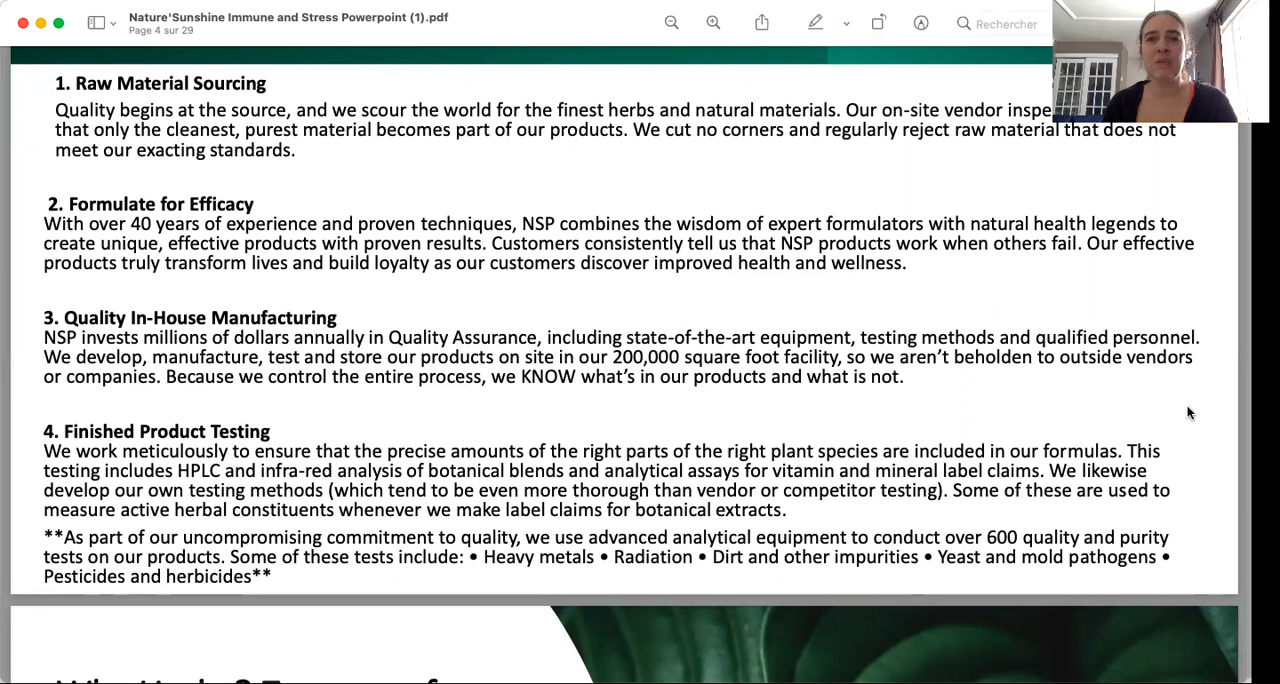 Nature'Sunshine Immune and Stress Powerpoint (1).pdf
Page 4 sur 29
Rechercher
1. Raw Material Sourcing
Quality begins at the source, and we scour the world for the finest herbs and natural materials. Our on-site vendor
that only the cleanest, purest material becomes part of our products. We cut no corners and regularly reject raw material that does not
meet our exacting standards.
2. Formulate for Efficacy
With over 40 years of experience and proven techniques, NSP combines the wisdom of expert formulators with natural health legends to
create unique, effective products with proven results. Customers consistently tell us that NSP products work when others fail. Our effective
products truly transform lives and build loyalty as our customers discover improved health and wellness.
3. Quality In-House Manufacturing
NSP invests millions of dollars annually in Quality Assurance, including state-of-the-art equipment, testing methods and qualified personnel.
We develop, manufacture, test and store our products on site in our 200,000 square foot facility, so we aren’t beholden to outside vendors
or companies. Because we control the entire process, we KNOW what’s in our products and what is not.
4. Finished Product Testing
We work meticulously to ensure that the precise amounts of the right parts of the right plant species are included in our formulas. This
testing includes HPLC and infra-red analysis of botanical blends and analytical assays for vitamin and mineral label claims. We likewise
develop our own testing methods (which tend to be even more thorough than vendor or competitor testing). Some of these are used to
measure active herbal constituents whenever we make label claims for botanical extracts.
**As part of our uncompromising commitment to quality, we use advanced analytical equipment to conduct over 600 quality and purity
tests on our products. Some of these tests include: • Heavy metals • Radiation • Dirt and other impurities • Yeast and mold pathogens •
Pesticides and herbicides**